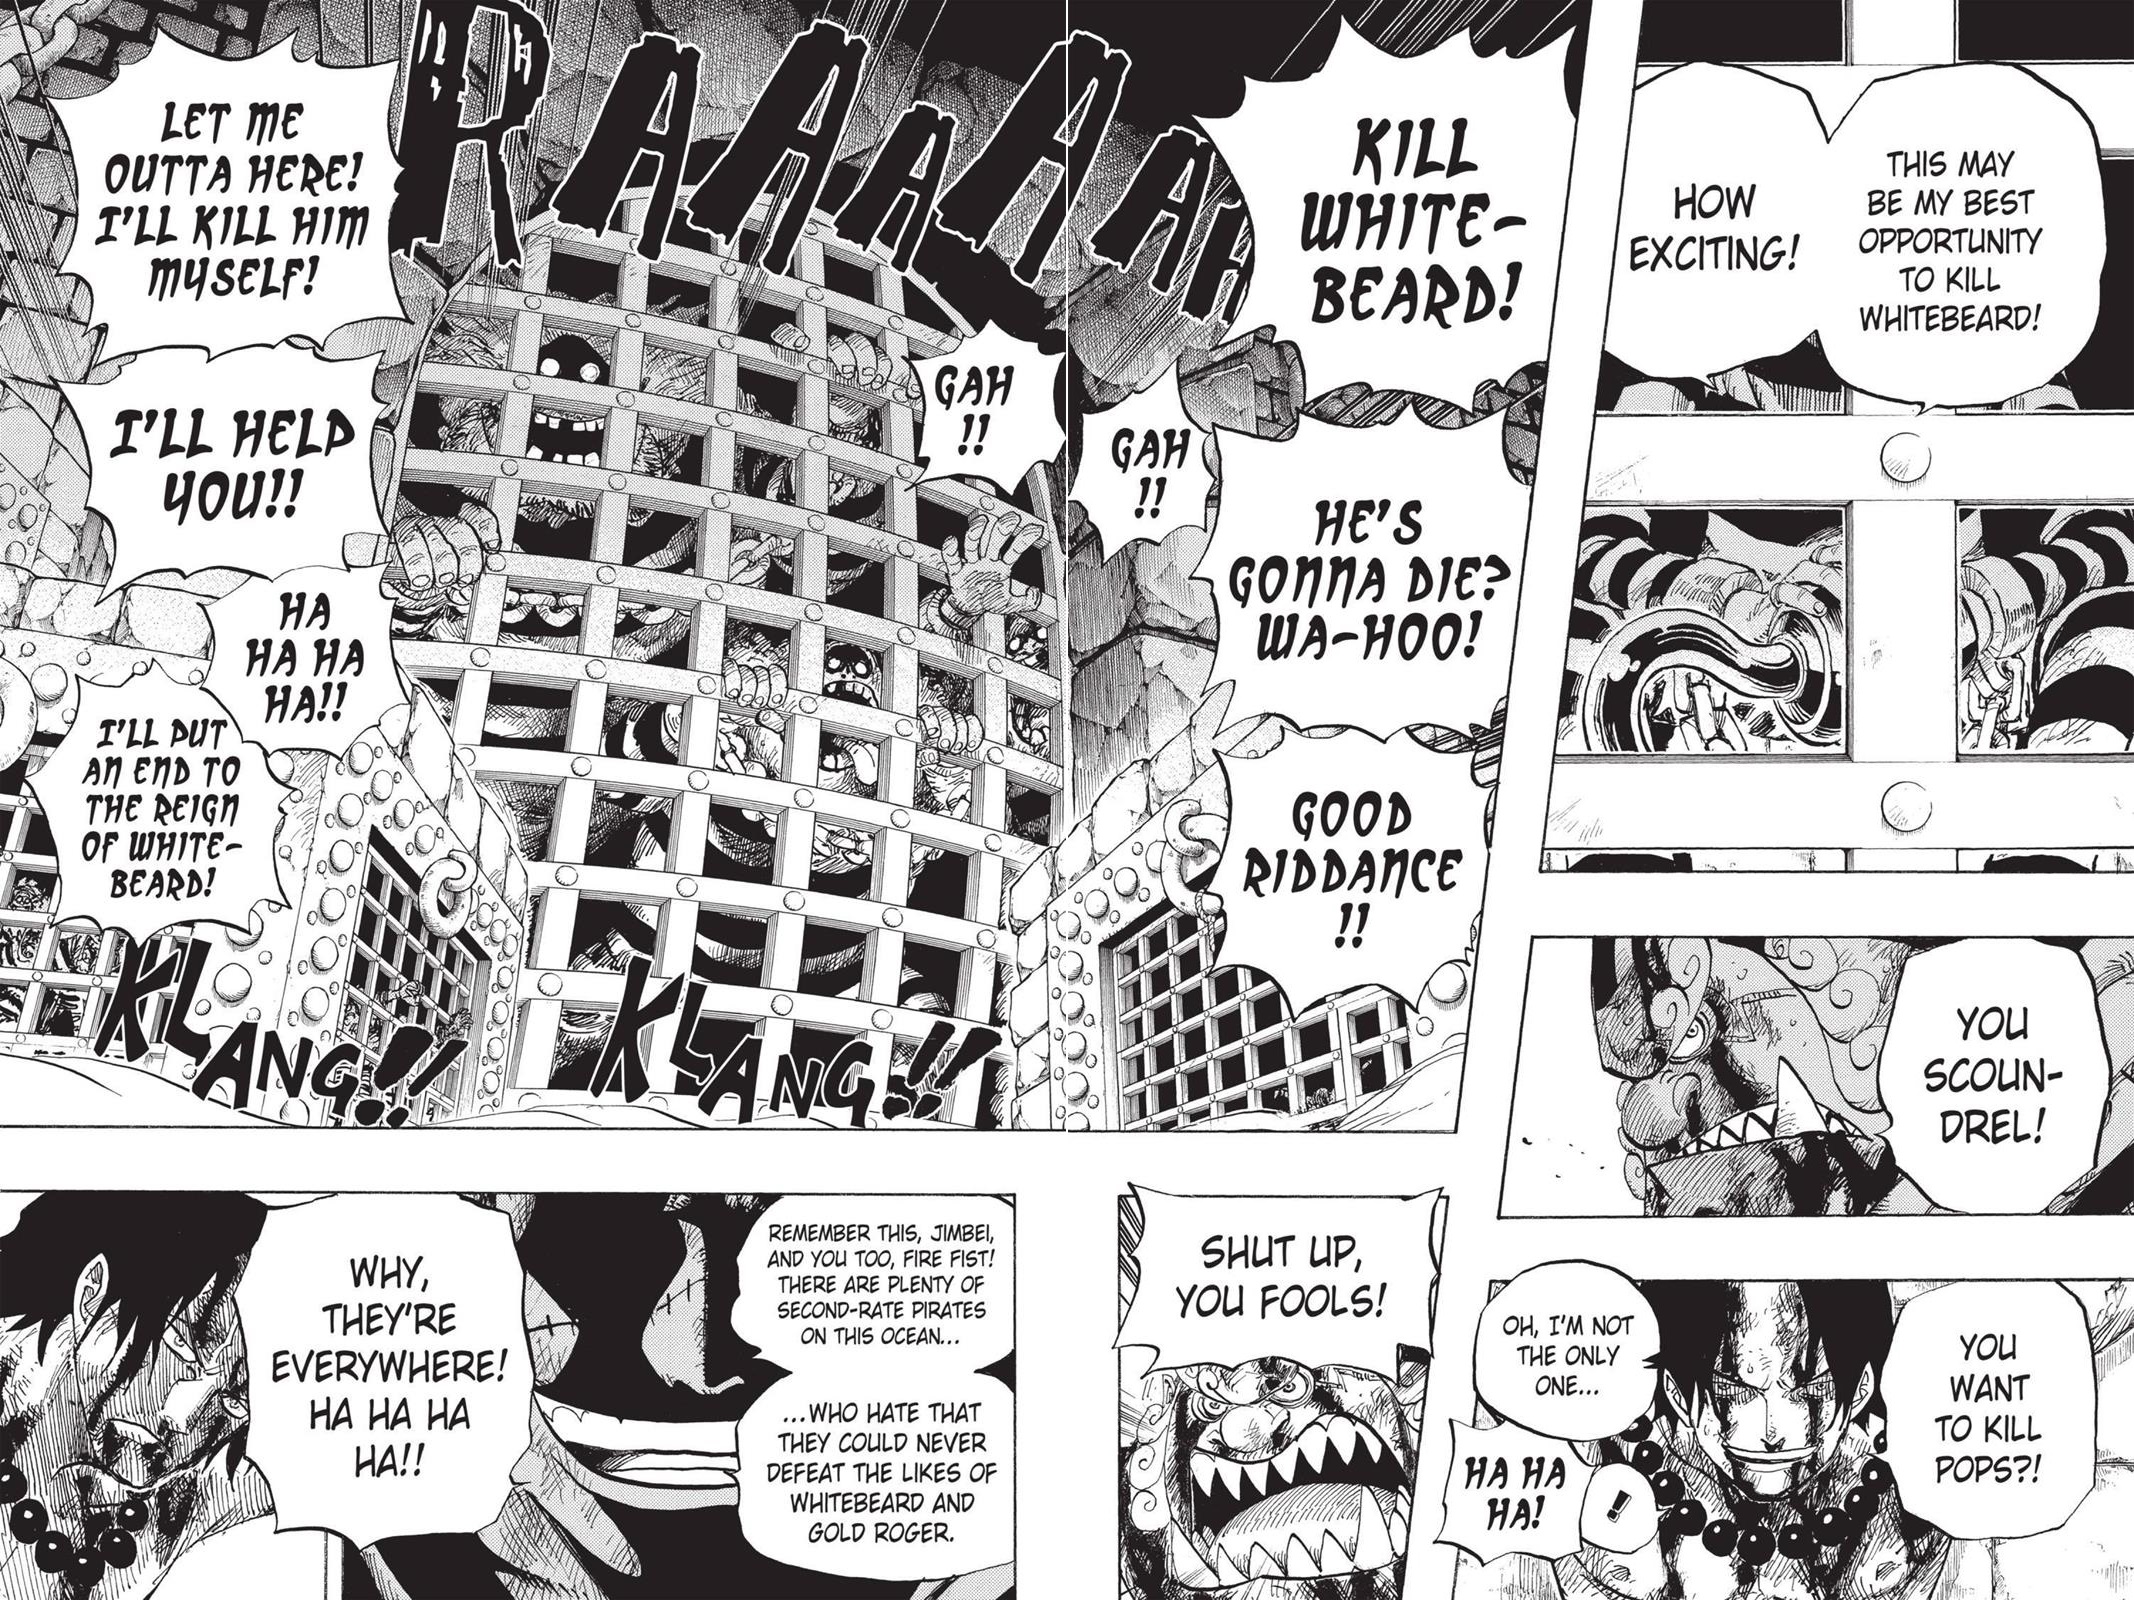 THIS MAY
BE MY BEST
OPPORTUNITY
TO KILL
WHITEBEARD!
HOW
EXCITING!
YOU
SCOUN-
DREL!
YOU
WANT
TO KILL
POPS?!
OH, I'M NOT
THE ONLY
ONE...
!
HA HA
HA!
KILL
WHITE-
BEARD!
HE'S
GONNA DIE?
WA-HOO!
GOOD
RIDDANCE
!!
GAH
!!
RAAAAAH
GAH
!!
LET ME
OUTTA HERE!
I'LL KILL HIM
MYSELF!
I'LL HELP
YOU!!
HA
HA HA
HA!!
I'LL PUT
AN END TO
THE REIGN
OF WHITE-
BEARD!
KLANG!!
KLANG!!
SHUT UP,
YOU FOOLS!
REMEMBER THIS, JIMBEI,
AND YOU TOO, FIRE FIST!
THERE ARE PLENTY OF
SECOND-RATE PIRATES
ON THIS OCEAN...
...WHO HATE THAT
THEY COULD NEVER
DEFEAT THE LIKES OF
WHITEBEARD AND
GOLD ROGER.
WHY,
THEY'RE
EVERYWHERE!
HA HA HA
HA!!